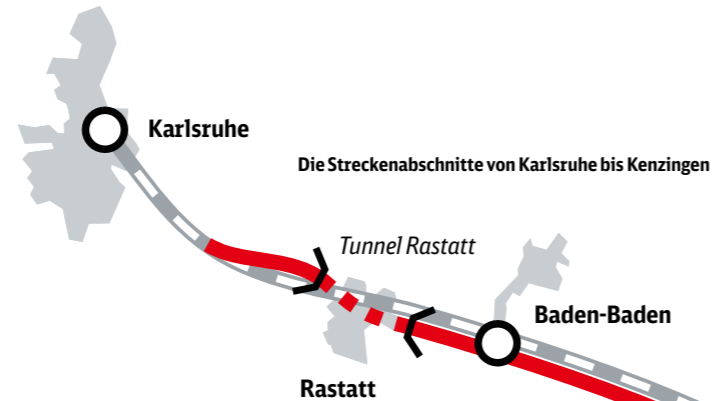 Karlsruhe
Die Streckenabschnitte von Karlsruhe bis Kenzingen
Tunnel Rastatt
Baden-Baden
Rastatt